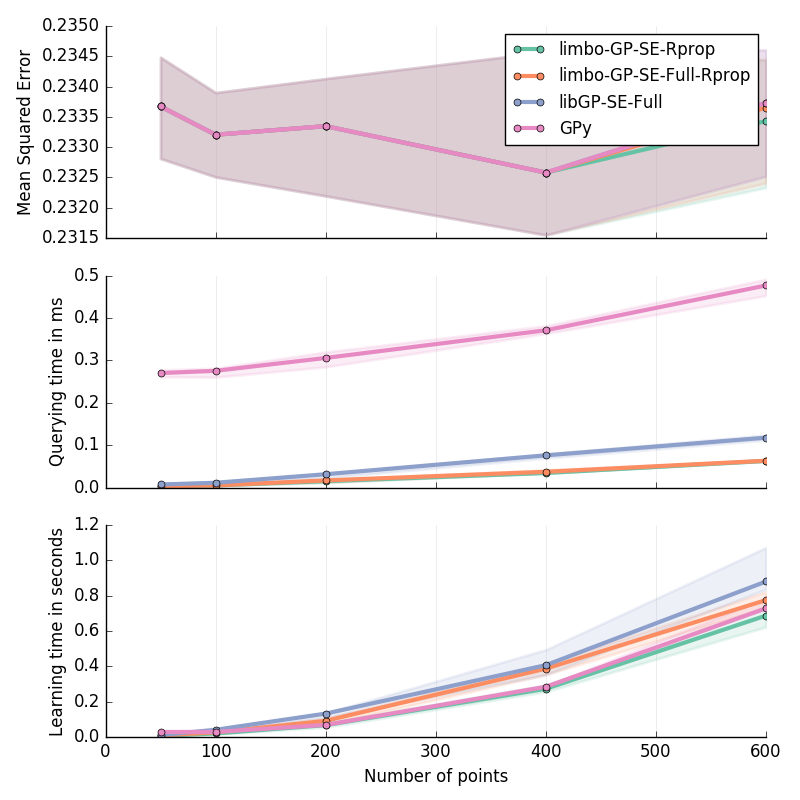 0.2350
0.2345
0.2340
0.2335
0.2330
0.2325
0.2320
0.2315
Mean Squared Error
limbo-GP-SE-Rprop
limbo-GP-SE-Full-Rprop
libGP-SE-Full
GPy
0.5
0.4
0.3
0.2
0.1
0.0
Querying time in ms
1.2
1.0
0.8
0.6
0.4
0.2
0.0
Learning time in seconds
0 100 200 300 400 500 600
Number of points